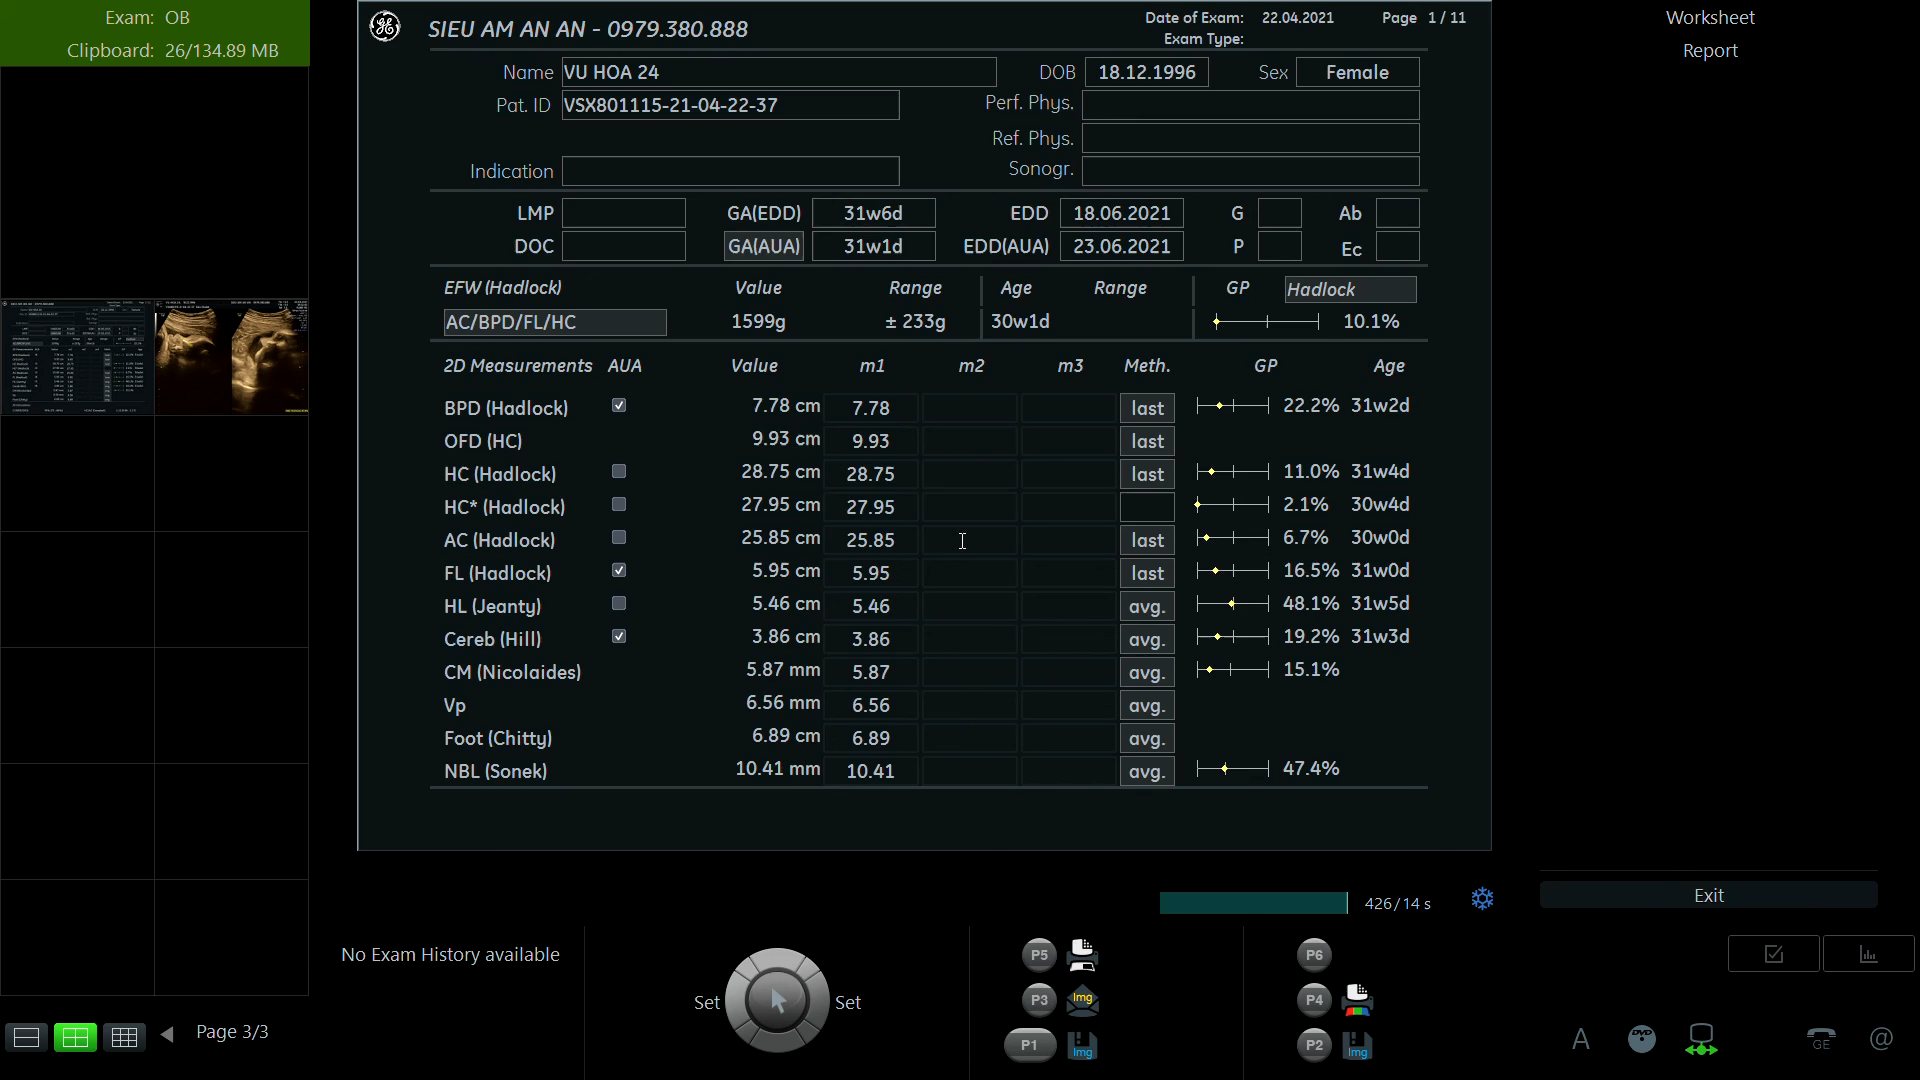 Exam: OB
Clipboard: 26/134.89 MB
SIEU AM AN AN - 0979.380.888
Date of Exam: 22.04.2021 Page 1 / 11
Exam Type:
Name VU HOA 24 DOB 18.12.1996 Sex Female
Pat. ID VSX801115-21-04-22-37 Perf. Phys.
Ref. Phys.
Indication Sonogr.
LMP GA(EDD) 31w6d EDD 18.06.2021 G Ab
DOC GA(AUA) 31w1d EDD(AUA) 23.06.2021 P Ec
EFW (Hadlock) Value Range Age Range GP Hadlock
AC/BPD/FL/HC 1599g ± 233g 30w1d 10.1%
2D Measurements AUA Value m1 m2 m3 Meth. GP Age
BPD (Hadlock) 7.78 cm 7.78 last 22.2% 31w2d
OFD (HC) 9.93 cm 9.93 last
HC (Hadlock) 28.75 cm 28.75 last 11.0% 31w4d
HC* (Hadlock) 27.95 cm 27.95 2.1% 30w4d
AC (Hadlock) 25.85 cm 25.85 last 6.7% 30w0d
FL (Hadlock) 5.95 cm 5.95 last 16.5% 31w0d
HL (Jeanty) 5.46 cm 5.46 avg. 48.1% 31w5d
Cereb (Hill) 3.86 cm 3.86 avg. 19.2% 31w3d
CM (Nicolaides) 5.87 mm 5.87 avg. 15.1%
Vp 6.56 mm 6.56 avg.
Foot (Chitty) 6.89 cm 6.89 avg.
NBL (Sonek) 10.41 mm 10.41 avg. 47.4%
Worksheet
Report
426/14 s
Exit
No Exam History available
Set Set
P5 P6
P3 Img P4
P1 Img P2 Img
Page 3/3
A DVD GE @